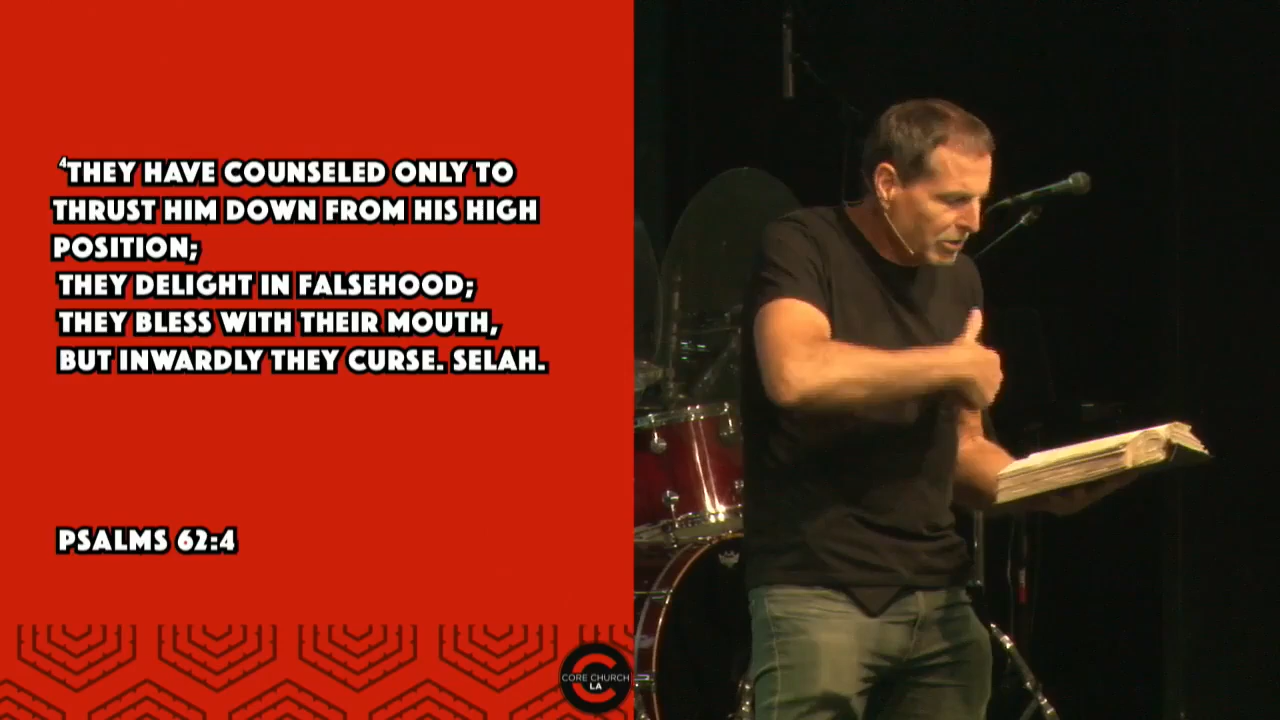 ⁴THEY HAVE COUNSELED ONLY TO
THRUST HIM DOWN FROM HIS HIGH
POSITION;
THEY DELIGHT IN FALSEHOOD;
THEY BLESS WITH THEIR MOUTH,
BUT INWARDLY THEY CURSE. SELAH.
PSALMS 62:4
CORE CHURCH
LA